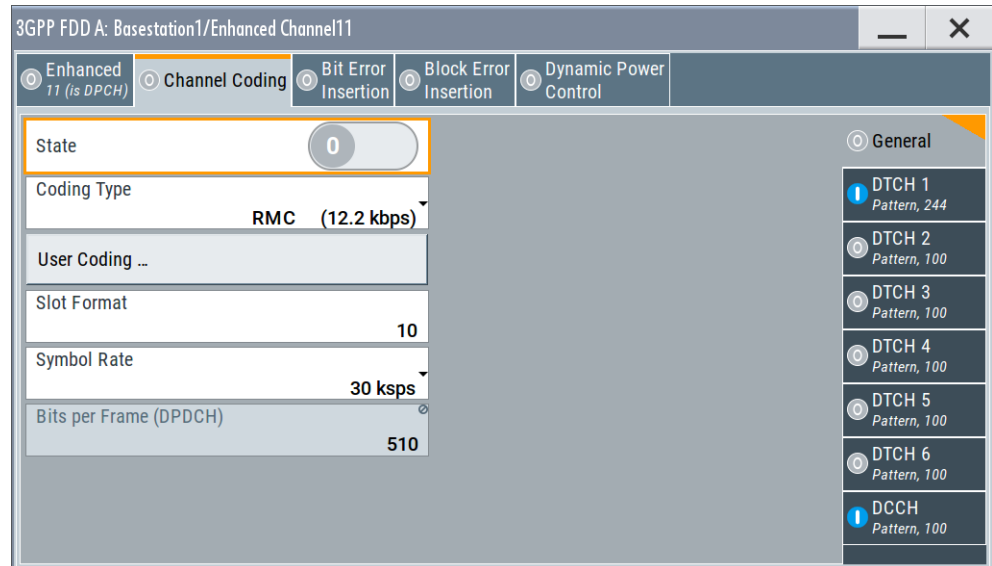 3GPP FDD A: Basestation1/Enhanced Channel11
Enhanced
11 (is DPCH)
Channel Coding
Bit Error
Insertion
Block Error
Insertion
Dynamic Power
Control
State
0
Coding Type
RMC (12.2 kbps)
User Coding ...
Slot Format
10
Symbol Rate
30 ksps
Bits per Frame (DPDCH)
510
General
DTCH 1
Pattern, 244
DTCH 2
Pattern, 100
DTCH 3
Pattern, 100
DTCH 4
Pattern, 100
DTCH 5
Pattern, 100
DTCH 6
Pattern, 100
DCCH
Pattern, 100